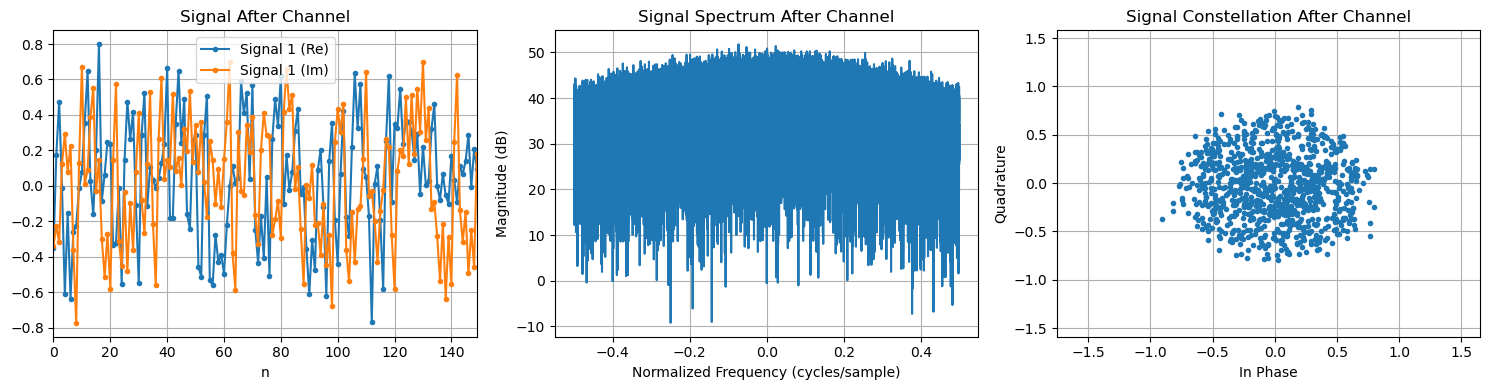 Signal After Channel
Signal 1 (Re)
Signal 1 (Im)
0.8
0.6
0.4
0.2
0.0
−0.2
−0.4
−0.6
−0.8
0 20 40 60 80 100 120 140
n
Signal Spectrum After Channel
Magnitude (dB)
50
40
30
20
10
0
−10
−0.4 −0.2 0.0 0.2 0.4
Normalized Frequency (cycles/sample)
Signal Constellation After Channel
Quadrature
1.5
1.0
0.5
0.0
−0.5
−1.0
−1.5
−1.5 −1.0 −0.5 0.0 0.5 1.0 1.5
In Phase